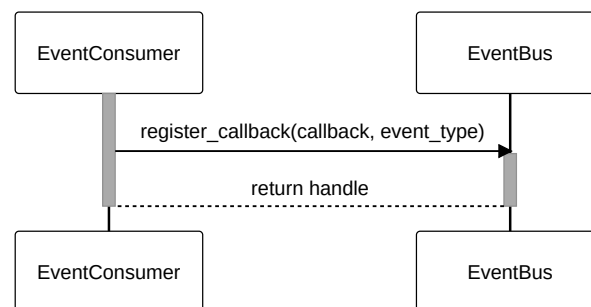 EventConsumer
EventBus
register_callback(callback, event_type)
return handle
EventConsumer
EventBus